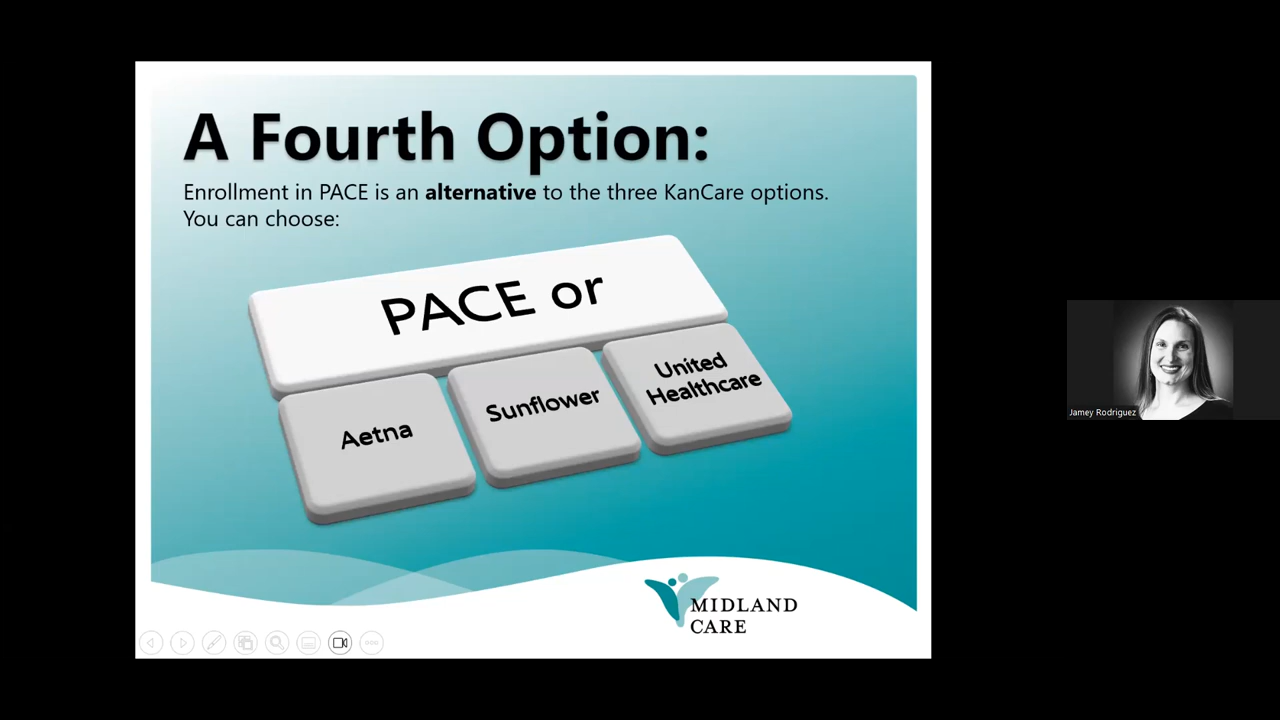 A Fourth Option:
Enrollment in PACE is an alternative to the three KanCare options.
You can choose:
PACE or
Aetna
Sunflower
United
Healthcare
MIDLAND
CARE
Jamey Rodriguez